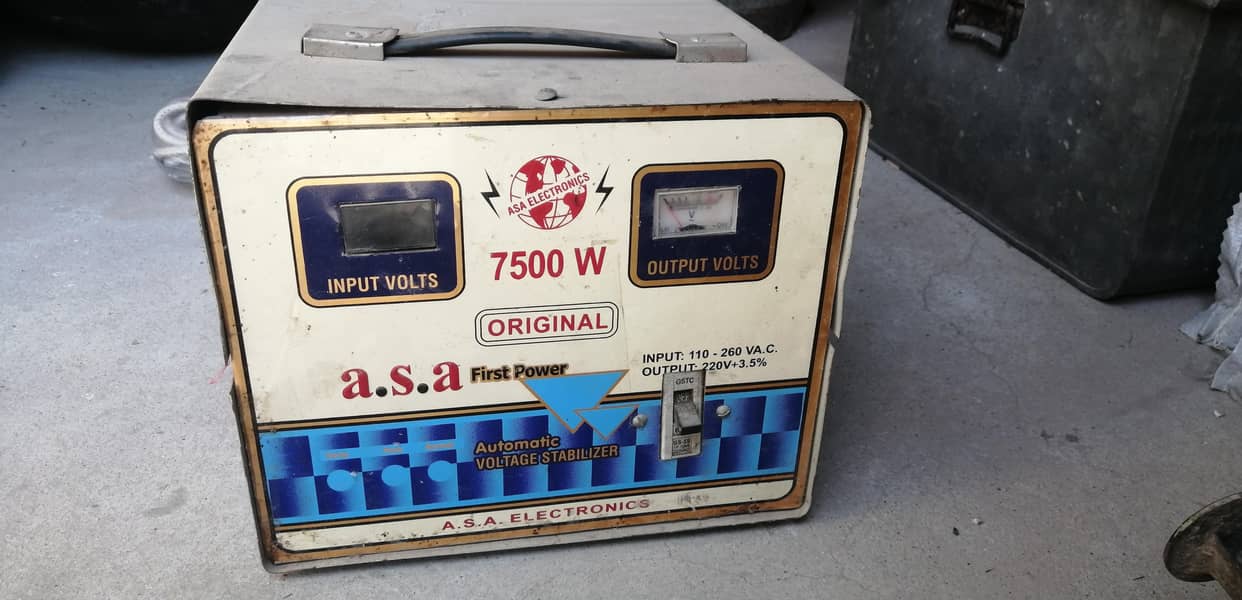 ASA ELECTRONICS
INPUT VOLTS
7500 W
V
OUTPUT VOLTS
ORIGINAL
a.s.a First Power
INPUT: 110 - 260 VA.C.
OUTPUT: 220V+3.5%
GSTC
Automatic
VOLTAGE STABILIZER
A.S.A. ELECTRONICS